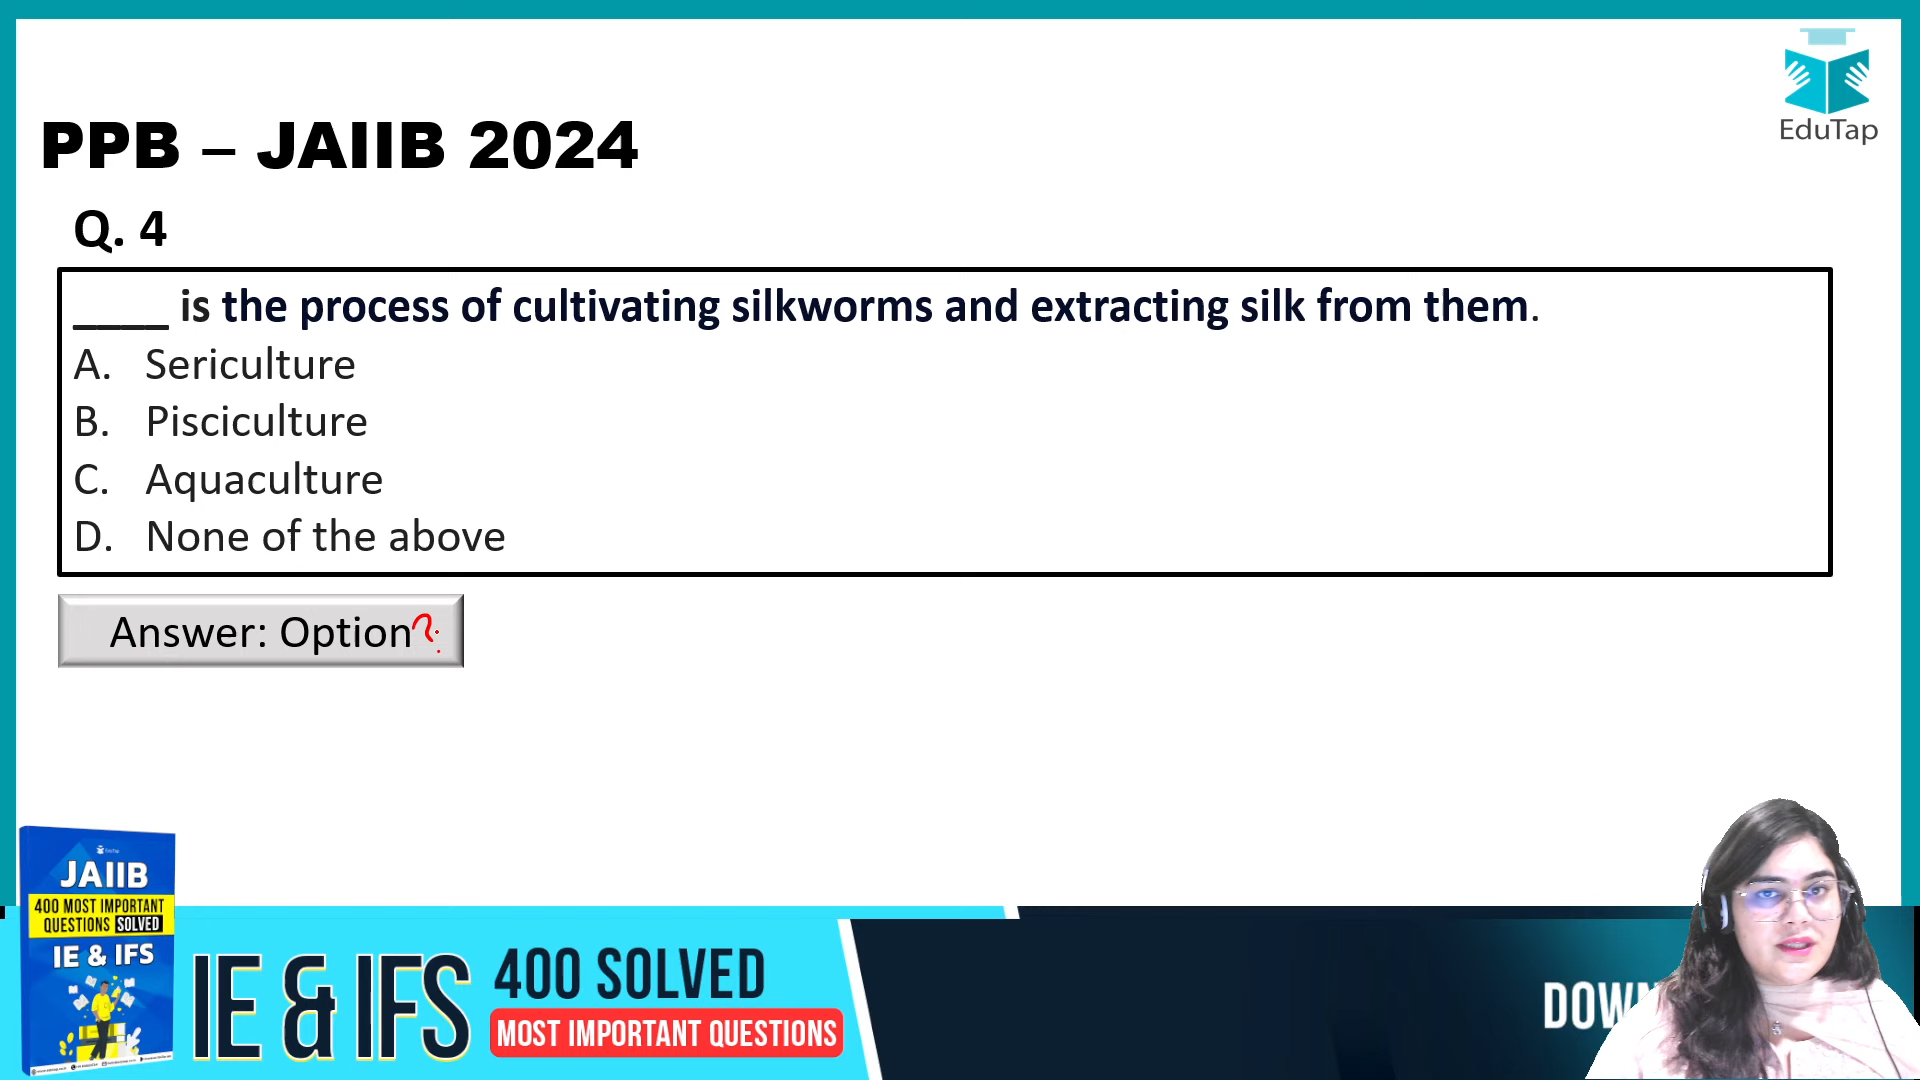 EduTap
PPB – JAIIB 2024
Q. 4
____ is the process of cultivating silkworms and extracting silk from them.
A. Sericulture
B. Pisciculture
C. Aquaculture
D. None of the above
Answer: Option ?
JAIIB
400 MOST IMPORTANT
QUESTIONS SOLVED
IE & IFS
IE & IFS
400 SOLVED
MOST IMPORTANT QUESTIONS